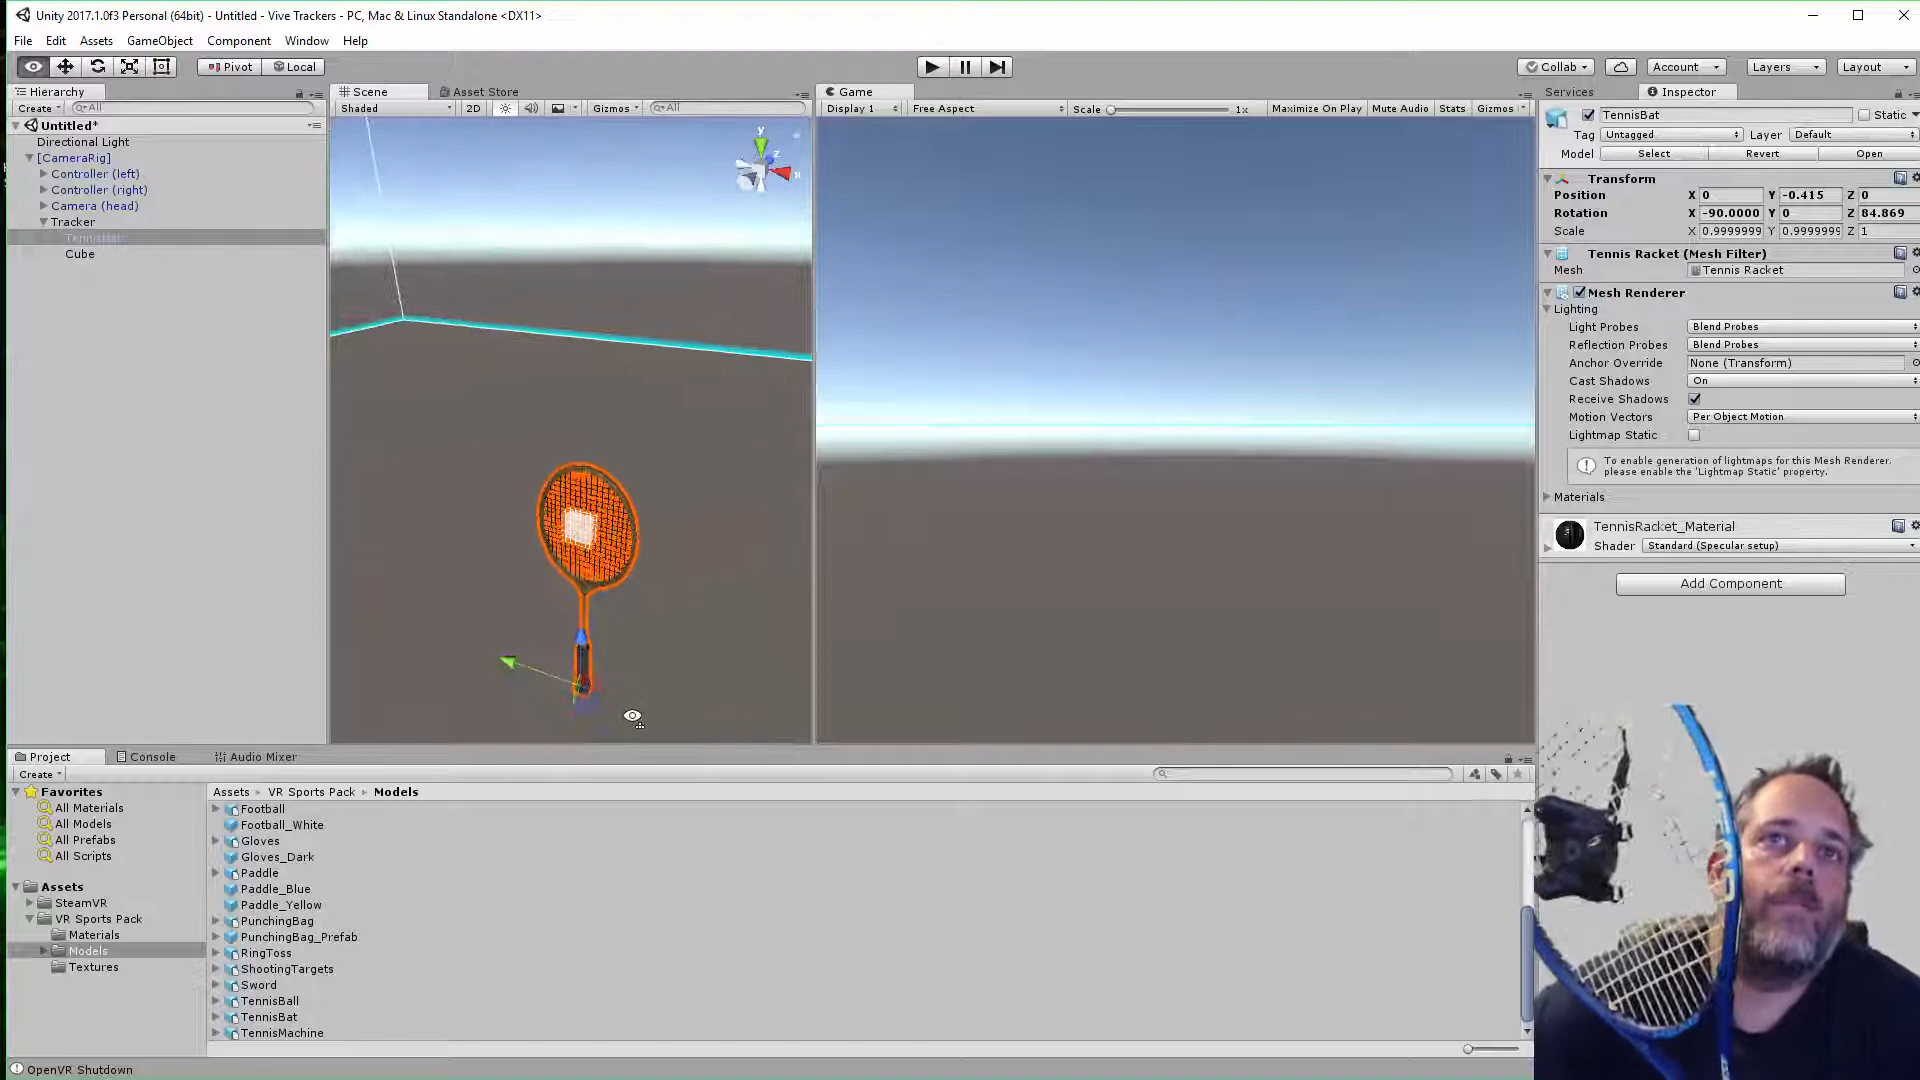 Unity 2017.1.0f3 Personal (64bit) - Untitled - Vive Trackers - PC, Mac & Linux Standalone <DX11>
File Edit Assets GameObject Component Window Help
Pivot Local Collab Account Layers Layout
Hierarchy Scene Asset Store Game Services Inspector
Create All Shaded 2D Gizmos All Display 1 Free Aspect Scale 1x Maximize On Play Mute Audio Stats Gizmos
Untitled*
Directional Light
[CameraRig]
Controller (left)
Controller (right)
Camera (head)
Tracker
Cube
y
z
TennisBat Static
Tag Untagged Layer Default
Model Select Revert Open
Transform
Position X 0 Y -0.415 Z 0
Rotation X -90.0000 Y 0 Z 84.869
Scale X 0.9999999 Y 0.9999999 Z 1
Tennis Racket (Mesh Filter)
Mesh Tennis Racket
Mesh Renderer
Lighting
Light Probes Blend Probes
Reflection Probes Blend Probes
Anchor Override None (Transform)
Cast Shadows On
Receive Shadows
Motion Vectors Per Object Motion
Lightmap Static
To enable generation of lightmaps for this Mesh Renderer.
please enable the 'Lightmap Static' property.
Materials
TennisRacket_Material
Shader Standard (Specular setup)
Add Component
Project Console Audio Mixer
Create
Favorites
All Materials
All Models
All Prefabs
All Scripts
Assets
SteamVR
VR Sports Pack
Materials
Models
Textures
Assets VR Sports Pack Models
Football
Football_White
Gloves
Gloves_Dark
Paddle
Paddle_Blue
Paddle_Yellow
PunchingBag
PunchingBag_Prefab
RingToss
ShootingTargets
Sword
TennisBall
TennisBat
TennisMachine
OpenVR Shutdown